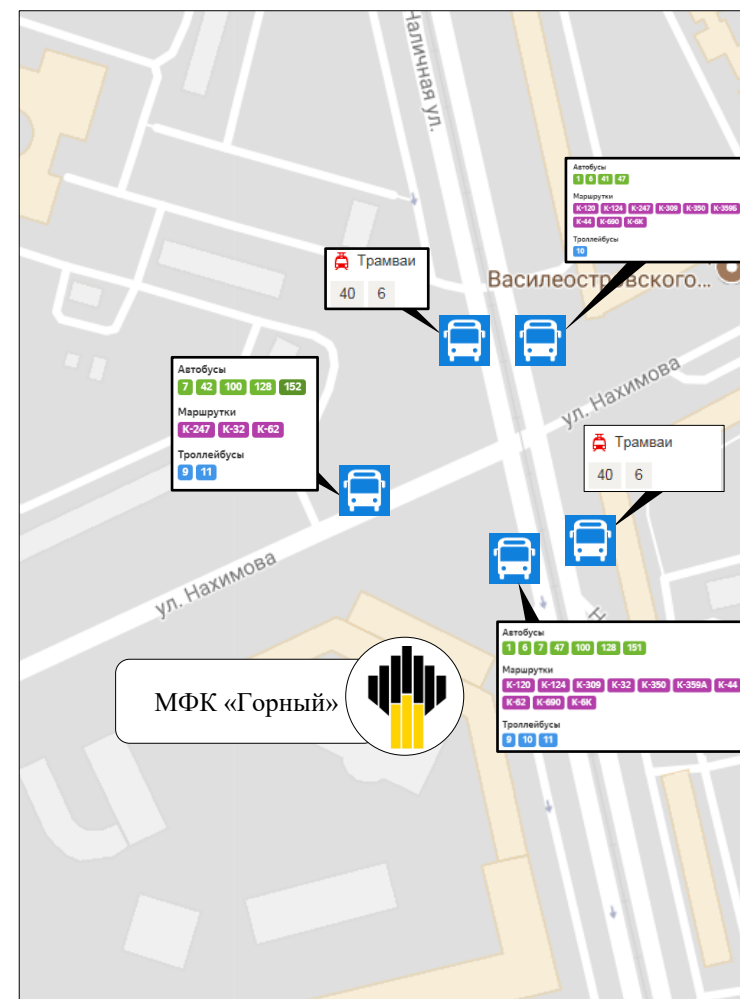 Наличная ул.
Автобусы
1 6 41 47
Маршрутки
К-120 К-124 К-247 К-309 К-350 К-359Б
К-44 К-690 К-6К
Троллейбусы
10
Трамваи
40 6
Василеостровского...
Автобусы
7 42 100 128 152
Маршрутки
К-247 К-32 К-62
Троллейбусы
9 11
ул. Нахимова
Трамваи
40 6
ул. Нахимова
Автобусы
1 6 7 47 100 128 151
Маршрутки
К-120 К-124 К-309 К-32 К-350 К-359А К-44
К-62 К-690 К-6К
Троллейбусы
9 10 11
МФК «Горный»